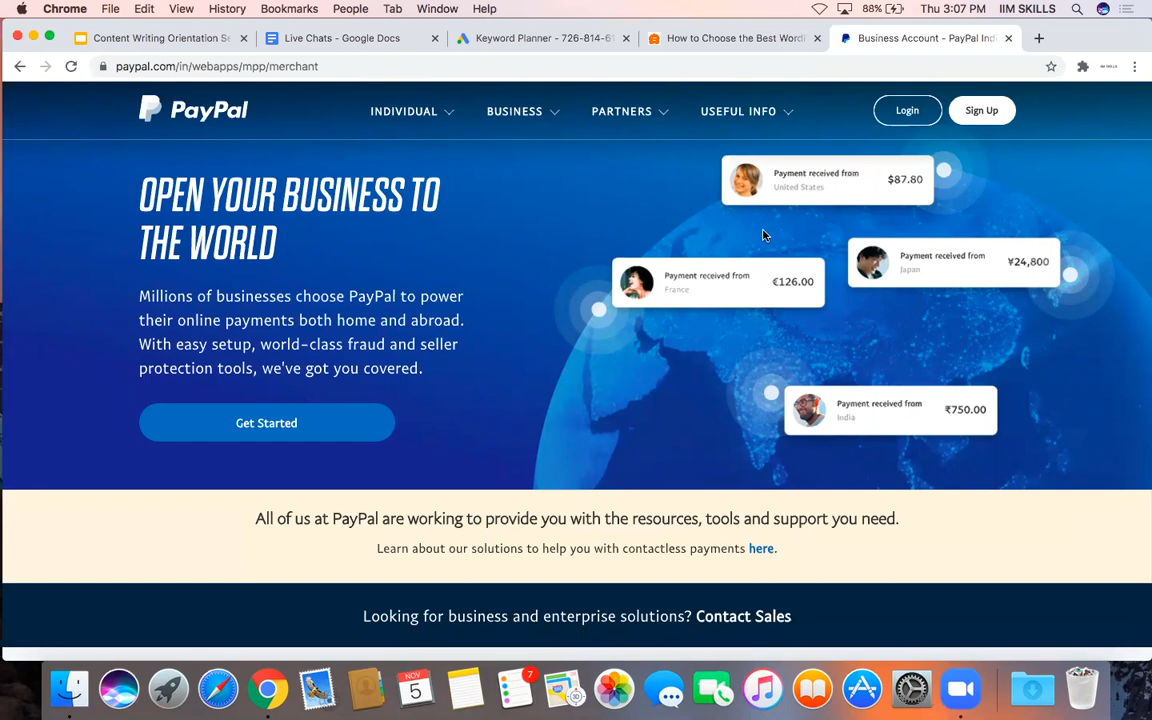 Chrome File Edit View History Bookmarks People Tab Window Help 88% Thu 3:07 PM IIM SKILLS
Content Writing Orientation Se Live Chats - Google Docs Keyword Planner - 726-814-61 How to Choose the Best Word Business Account - PayPal Ind
paypal.com/in/webapps/mpp/merchant IIM SKILLS
PayPal INDIVIDUAL BUSINESS PARTNERS USEFUL INFO Login Sign Up
OPEN YOUR BUSINESS TO
THE WORLD
Millions of businesses choose PayPal to power
their online payments both home and abroad.
With easy setup, world-class fraud and seller
protection tools, we've got you covered.
Get Started
Payment received from
United States
$87.80
Payment received from
Japan
¥24,800
Payment received from
France
€126.00
Payment received from
India
₹750.00
All of us at PayPal are working to provide you with the resources, tools and support you need.
Learn about our solutions to help you with contactless payments here.
Looking for business and enterprise solutions? Contact Sales
NOV
5
7